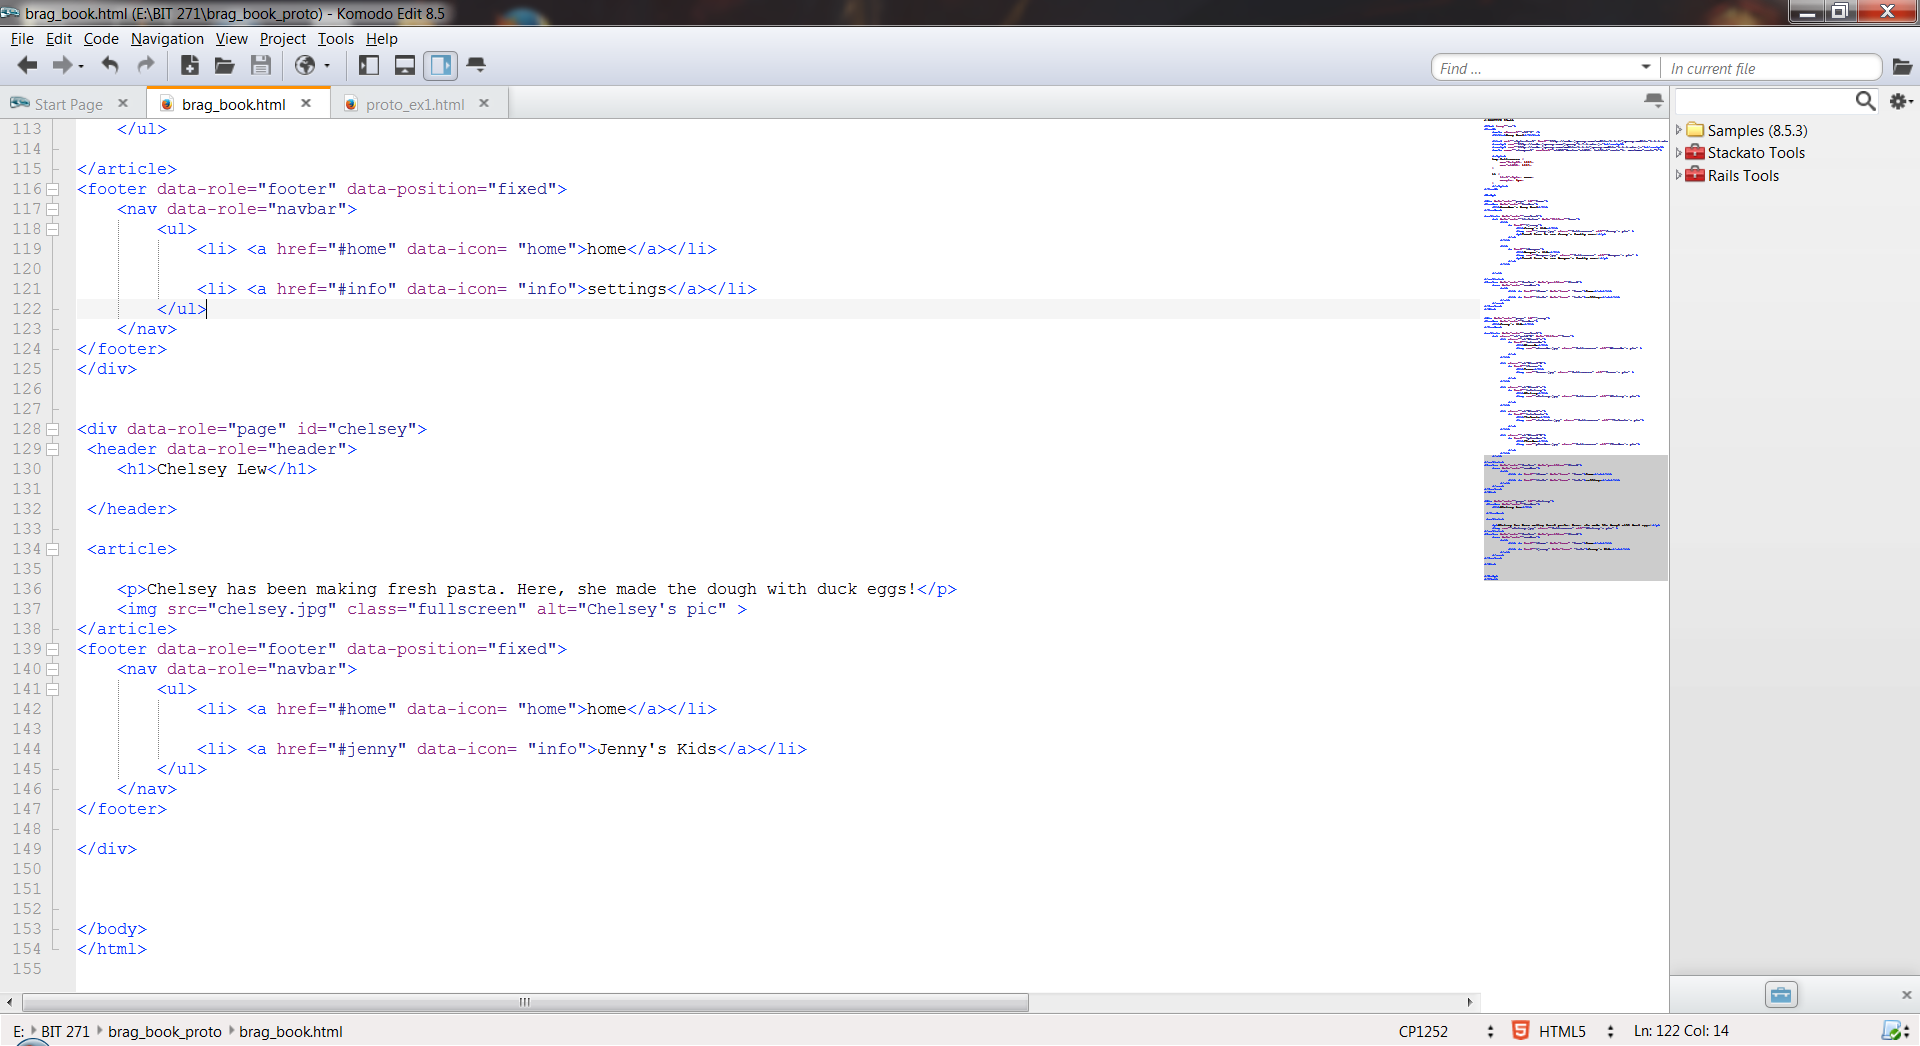 brag_book.html (E:\BIT 271\brag_book_proto) - Komodo Edit 8.5
File Edit Code Navigation View Project Tools Help
Find ... In current file
Start Page brag_book.html proto_ex1.html
113     </ul>
114
115 </article>
116 <footer data-role="footer" data-position="fixed">
117     <nav data-role="navbar">
118         <ul>
119             <li> <a href="#home" data-icon= "home">home</a></li>
120
121             <li> <a href="#info" data-icon= "info">settings</a></li>
122         </ul>
123     </nav>
124 </footer>
125 </div>
126
127
128 <div data-role="page" id="chelsey">
129  <header data-role="header">
130     <h1>Chelsey Lew</h1>
131
132  </header>
133
134  <article>
135
136     <p>Chelsey has been making fresh pasta. Here, she made the dough with duck eggs!</p>
137     <img src="chelsey.jpg" class="fullscreen" alt="Chelsey's pic" >
138 </article>
139 <footer data-role="footer" data-position="fixed">
140     <nav data-role="navbar">
141         <ul>
142             <li> <a href="#home" data-icon= "home">home</a></li>
143
144             <li> <a href="#jenny" data-icon= "info">Jenny's Kids</a></li>
145         </ul>
146     </nav>
147 </footer>
148
149 </div>
150
151
152
153 </body>
154 </html>
155
Samples (8.5.3)
Stackato Tools
Rails Tools
E: BIT 271 brag_book_proto brag_book.html
CP1252 HTML5 Ln: 122 Col: 14